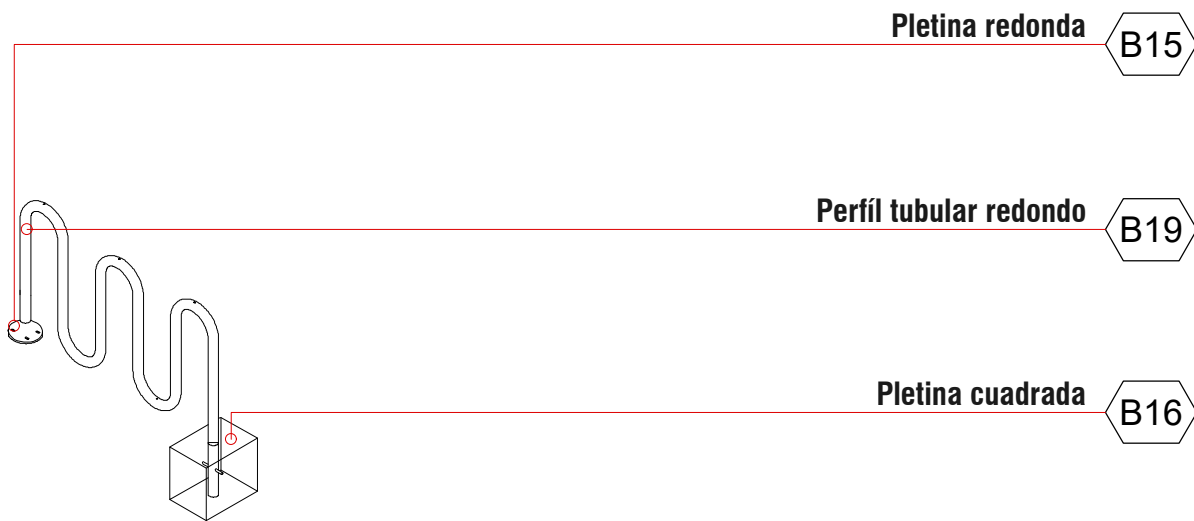 Pletina redonda
B15
Perfíl tubular redondo
B19
Pletina cuadrada
B16